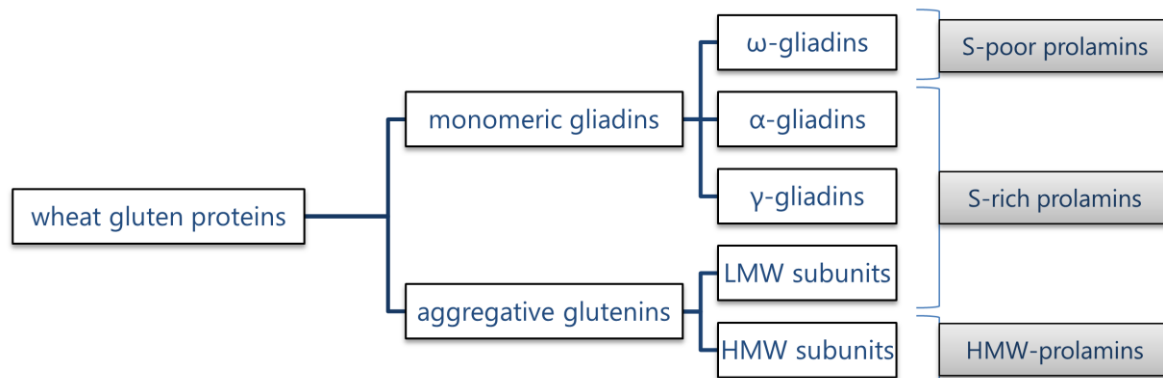 ω-gliadins
S-poor prolamins
monomeric gliadins
α-gliadins
γ-gliadins
S-rich prolamins
wheat gluten proteins
LMW subunits
aggregative glutenins
HMW subunits
HMW-prolamins